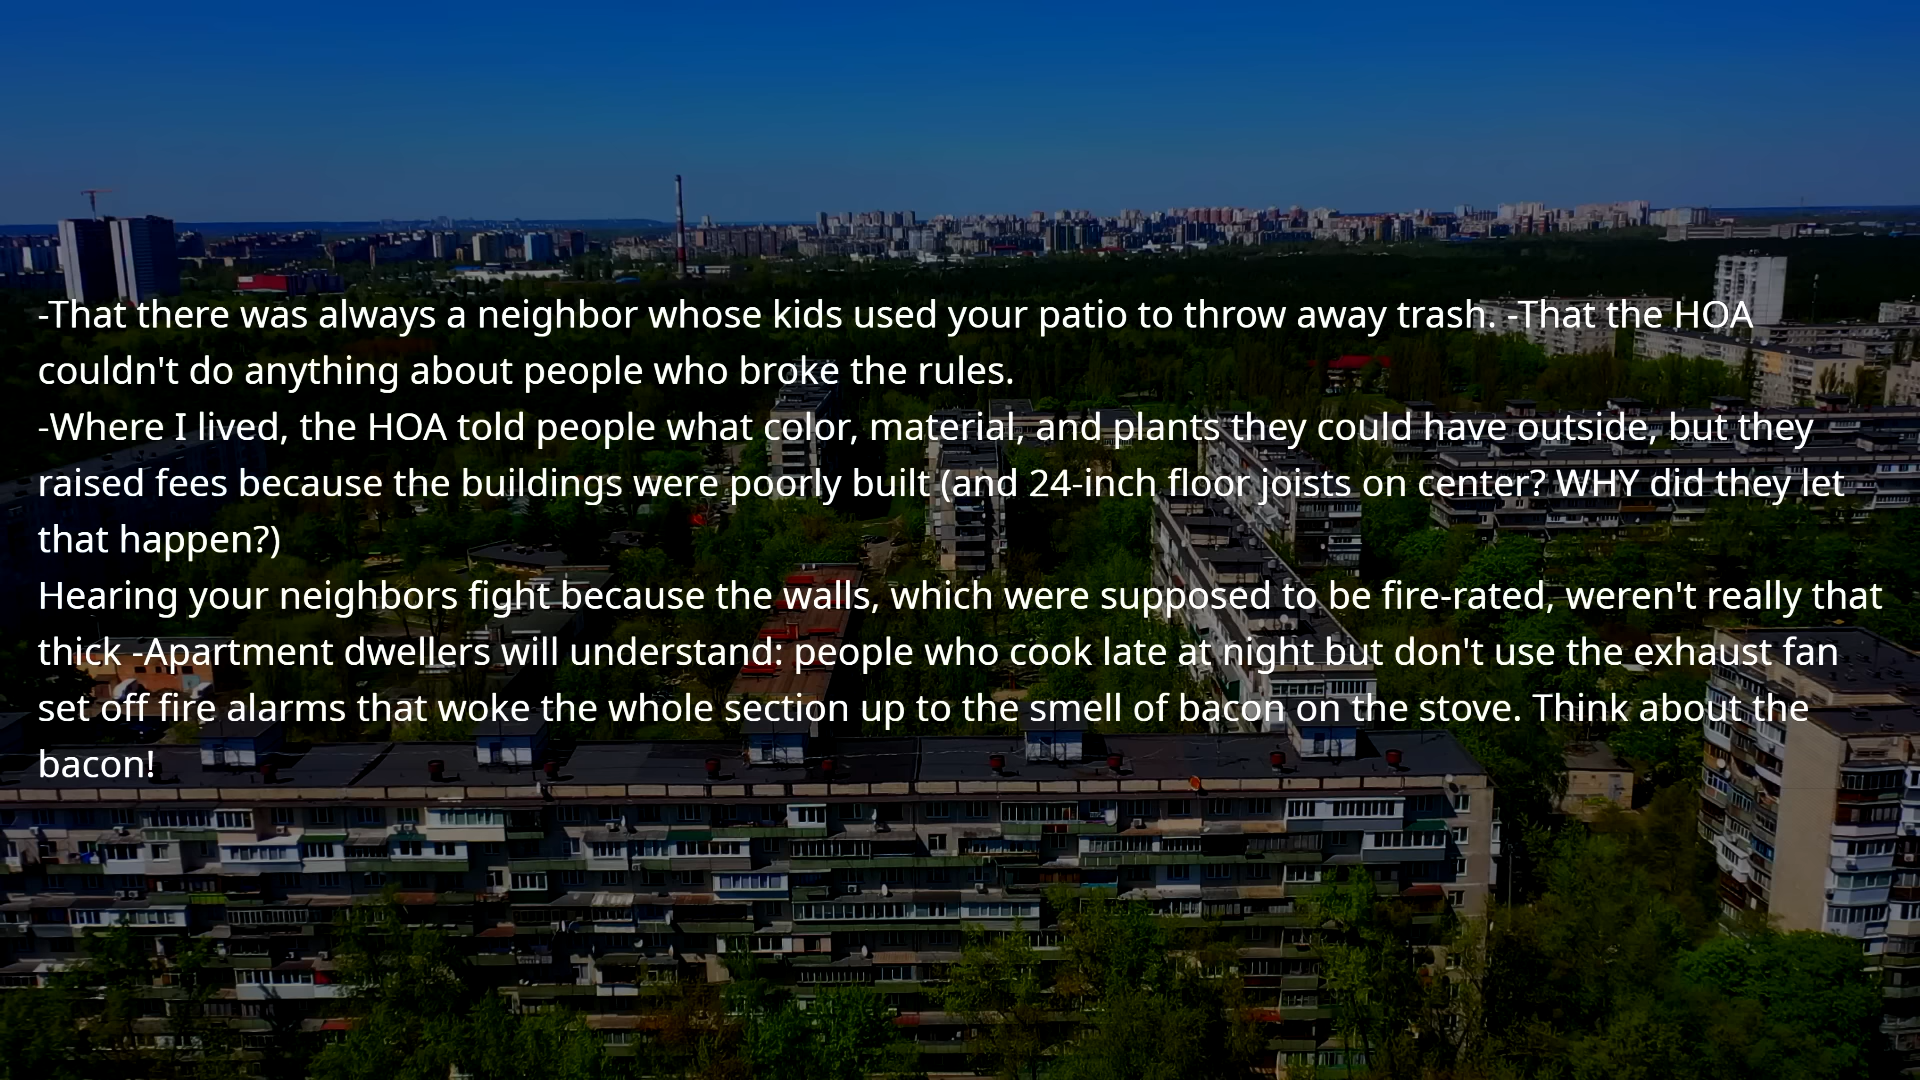 -That there was always a neighbor whose kids used your patio to throw away trash. -That the HOA
couldn't do anything about people who broke the rules.
-Where I lived, the HOA told people what color, material, and plants they could have outside, but they
raised fees because the buildings were poorly built (and 24-inch floor joists on center? WHY did they let
that happen?)
Hearing your neighbors fight because the walls, which were supposed to be fire-rated, weren't really that
thick -Apartment dwellers will understand: people who cook late at night but don't use the exhaust fan
set off fire alarms that woke the whole section up to the smell of bacon on the stove. Think about the
bacon!